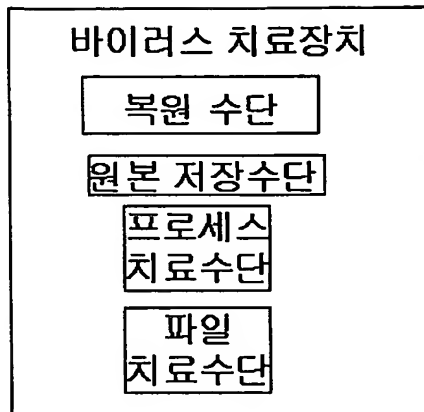 바이러스 치료장치
복원 수단
원본 저장수단
프로세스
치료수단
파일
치료수단